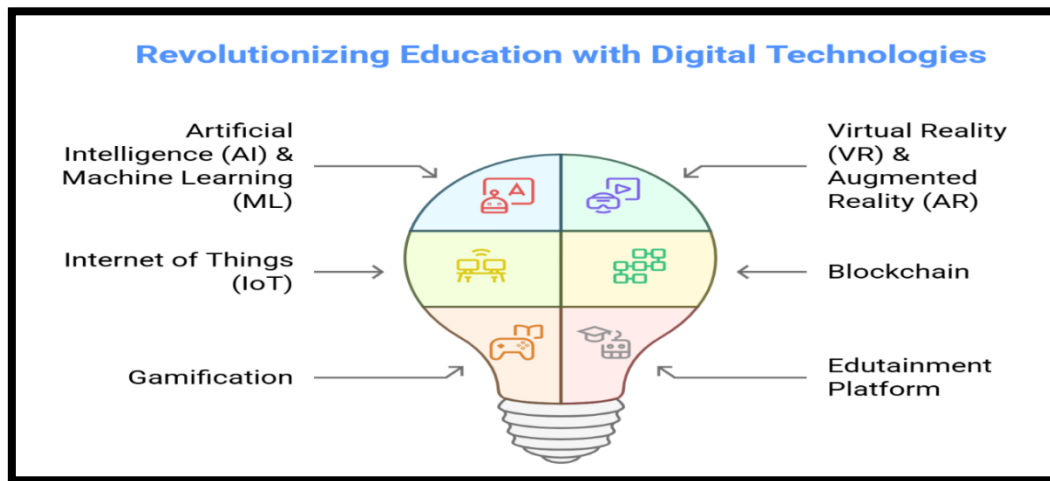 Revolutionizing Education with Digital Technologies
Artificial
Intelligence (AI) &
Machine Learning
(ML)
Virtual Reality
(VR) &
Augmented
Reality (AR)
Internet of Things
(IoT)
Blockchain
Gamification
Edutainment
Platform